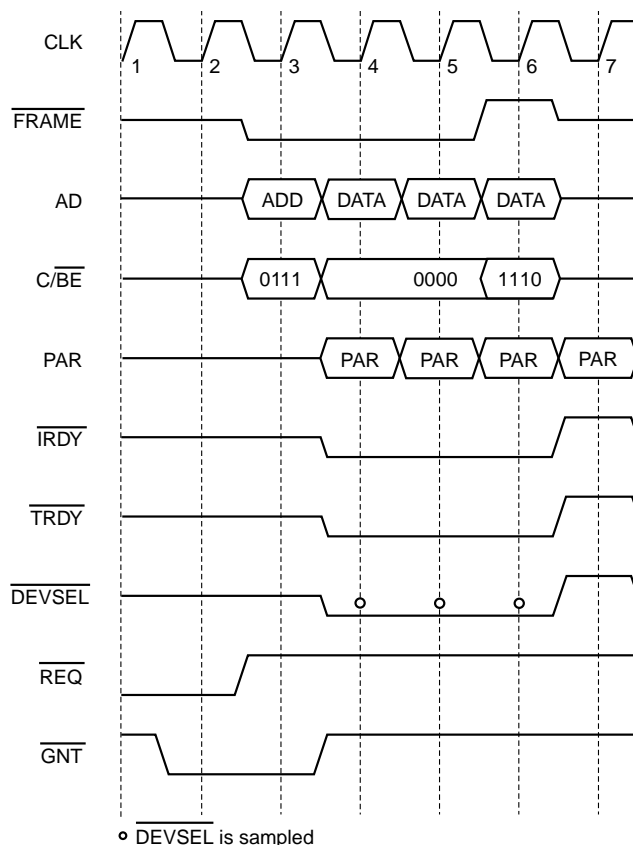 CLK
1 2 3 4 5 6 7
FRAME
AD ADD DATA DATA DATA
C/BE 0111 0000 1110
PAR PAR PAR PAR PAR
IRDY
TRDY
DEVSEL
REQ
GNT
DEVSEL is sampled